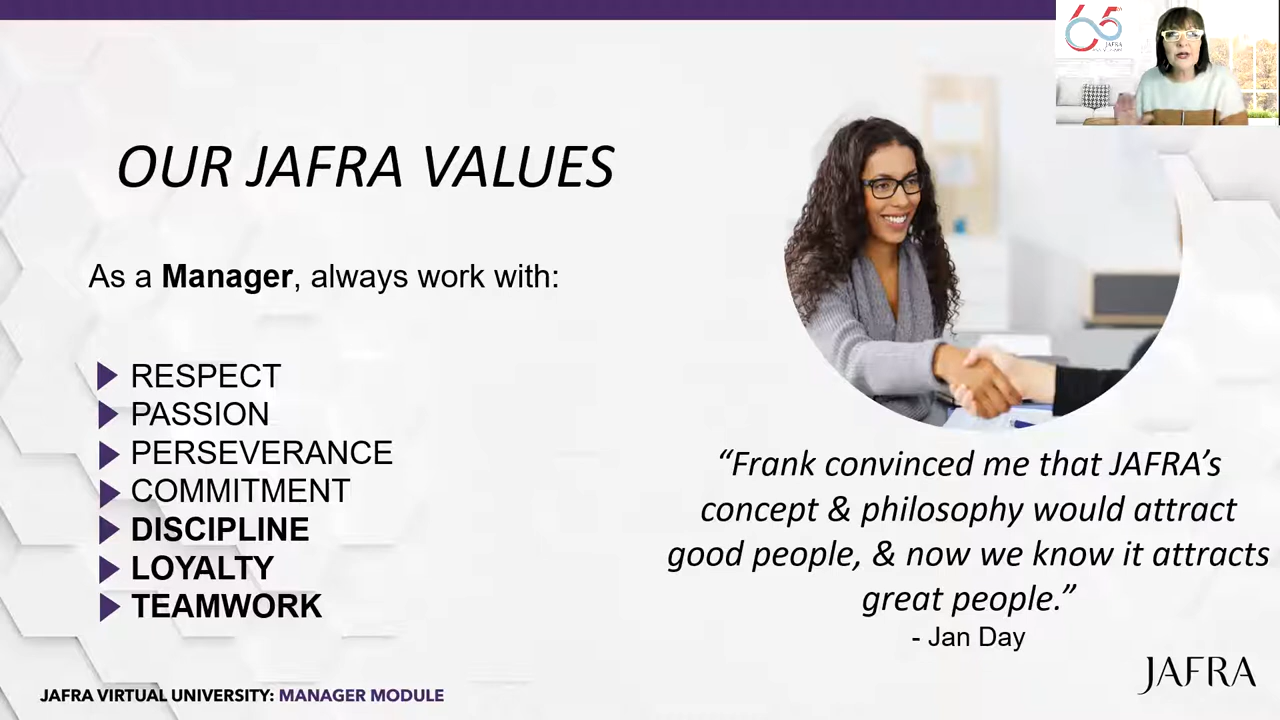 65
JAFRA
OUR JAFRA VALUES
As a Manager, always work with:
RESPECT
PASSION
PERSEVERANCE
COMMITMENT
DISCIPLINE
LOYALTY
TEAMWORK
“Frank convinced me that JAFRA’s
concept & philosophy would attract
good people, & now we know it attracts
great people.”
- Jan Day
JAFRA
JAFRA VIRTUAL UNIVERSITY: MANAGER MODULE